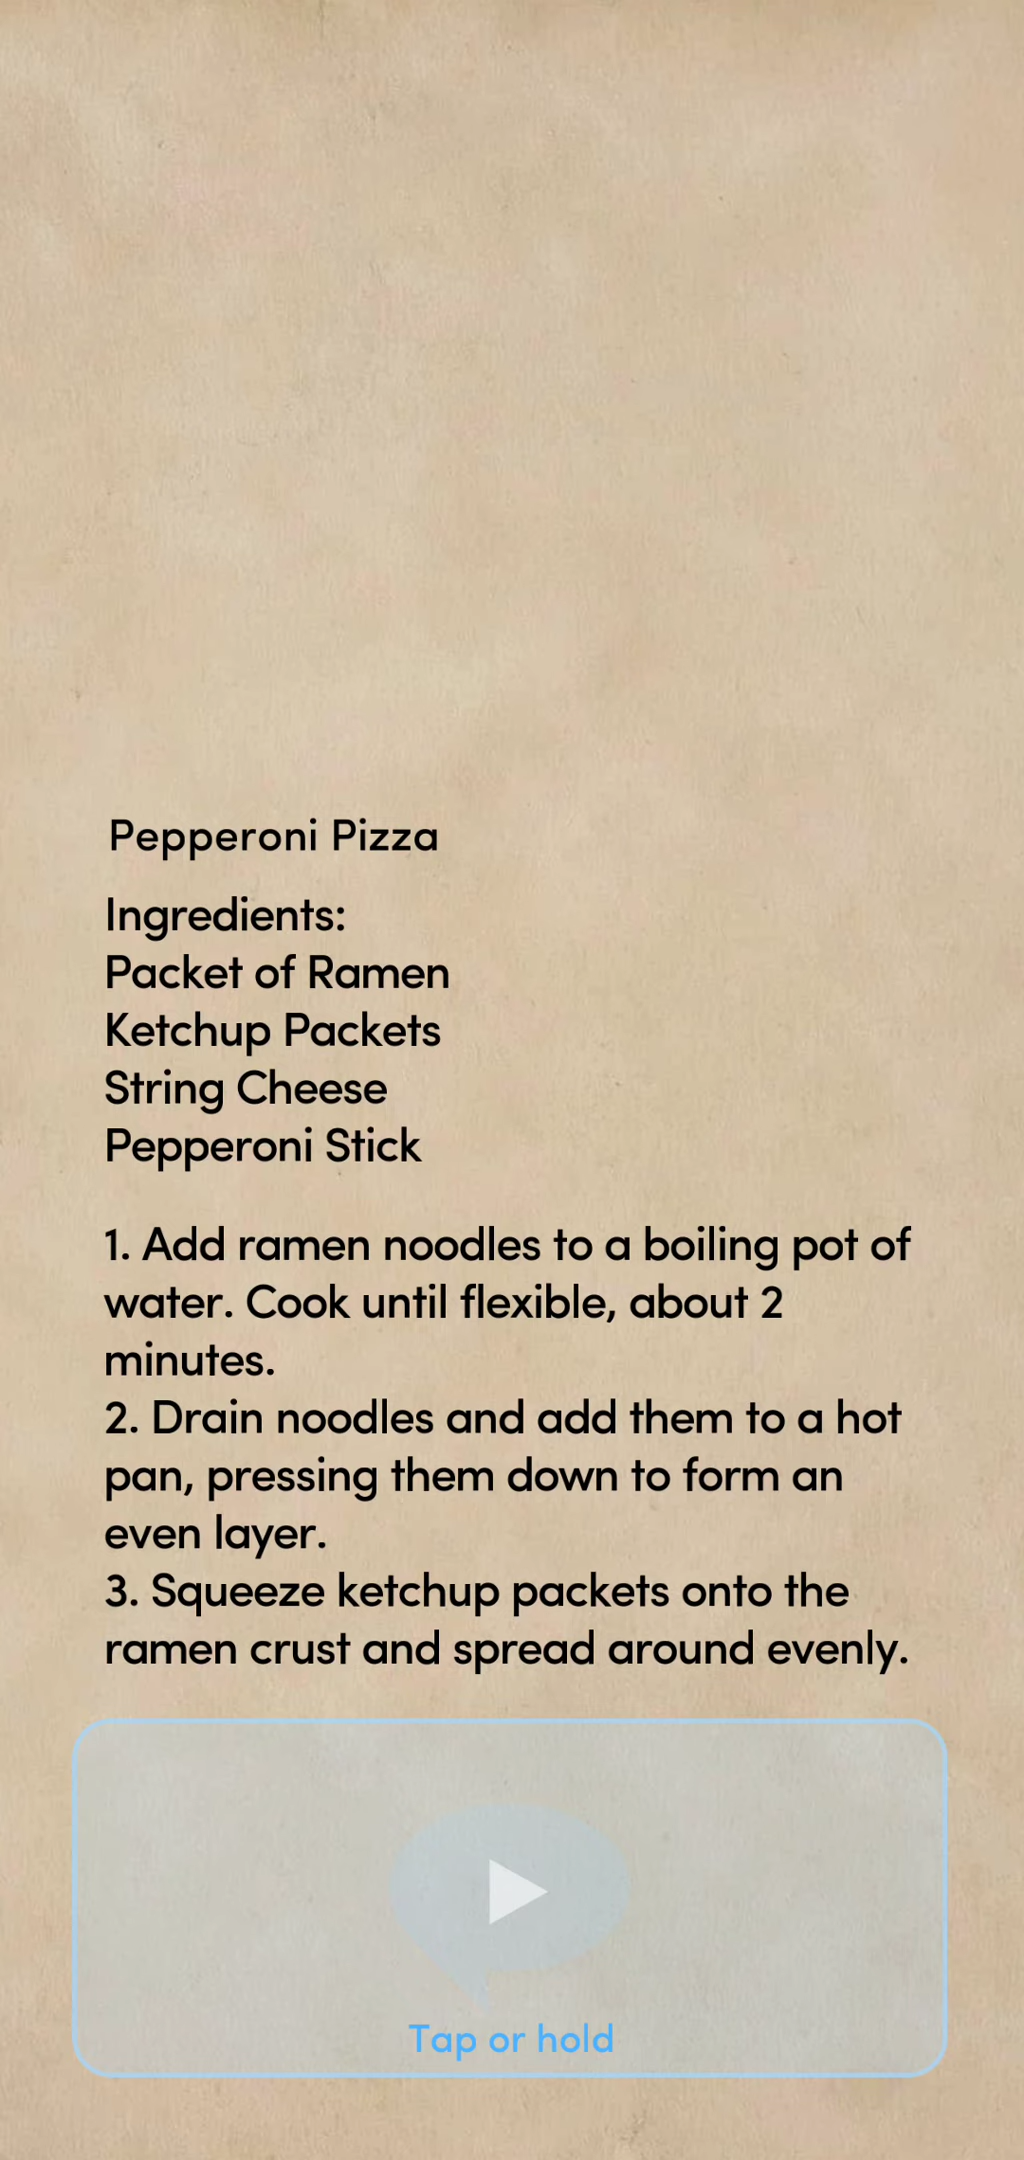 Pepperoni Pizza
Ingredients:
Packet of Ramen
Ketchup Packets
String Cheese
Pepperoni Stick
1. Add ramen noodles to a boiling pot of
water. Cook until flexible, about 2
minutes.
2. Drain noodles and add them to a hot
pan, pressing them down to form an
even layer.
3. Squeeze ketchup packets onto the
ramen crust and spread around evenly.
Tap or hold